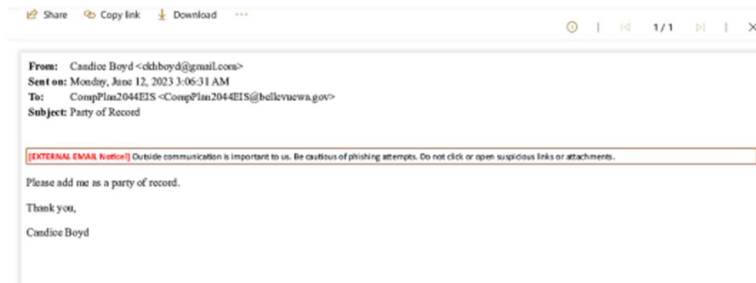 Share Copy link Download ...
1/1
From: Candice Boyd <ckhboyd@gmail.com>
Sent on: Monday, June 12, 2023 3:06:31 AM
To: CompPlan2044EIS <CompPlan2044EIS@bellevuewa.gov>
Subject: Party of Record
[EXTERNAL EMAIL Notice!] Outside communication is important to us. Be cautious of phishing attempts. Do not click or open suspicious links or attachments.
Please add me as a party of record.
Thank you,
Candice Boyd